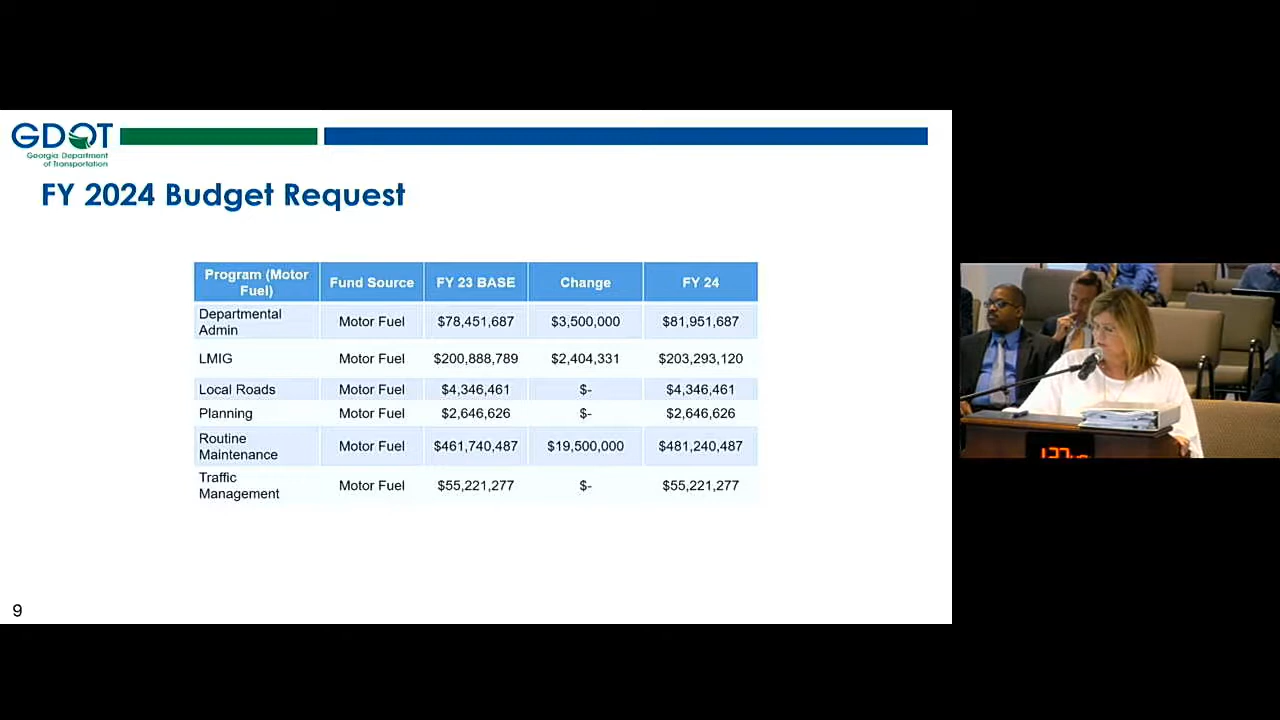 GDOT
Georgia Department
of Transportation
FY 2024 Budget Request
Program (Motor Fuel) Fund Source FY 23 BASE Change FY 24
Departmental Admin Motor Fuel $78,451,687 $3,500,000 $81,951,687
LMIG Motor Fuel $200,888,789 $2,404,331 $203,293,120
Local Roads Motor Fuel $4,346,461 $- $4,346,461
Planning Motor Fuel $2,646,626 $- $2,646,626
Routine Maintenance Motor Fuel $461,740,487 $19,500,000 $481,240,487
Traffic Management Motor Fuel $55,221,277 $- $55,221,277
9